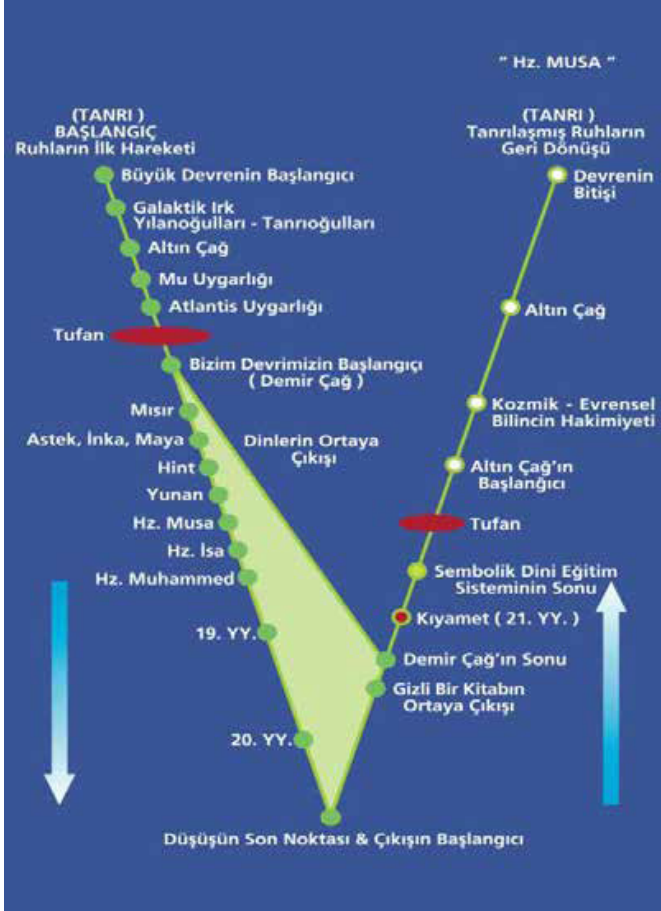 " Hz. MUSA "
(TANRI )
BAŞLANGIÇ
Ruhların İlk Hareketi
Büyük Devrenin Başlangıcı
Galaktik Irk
Yılanoğulları - Tanrıoğulları
Altın Çağ
Mu Uygarlığı
Atlantis Uygarlığı
Tufan
Bizim Devrimizin Başlangıçı
( Demir Çağ )
Mısır
Astek, İnka, Maya
Hint
Yunan
Hz. Musa
Hz. İsa
Hz. Muhammed
19. YY.
20. YY.
Dinlerin Ortaya
Çıkışı
Düşüşün Son Noktası & Çıkışın Başlangıcı
(TANRI )
Tanrılaşmış Ruhların
Geri Dönüşü
Devrenin
Bitişi
Altın Çağ
Kozmik - Evrensel
Bilincin Hakimiyeti
Altın Çağ'ın
Başlanğıcı
Tufan
Sembolik Dini Eğitim
Sisteminin Sonu
Kıyamet ( 21. YY. )
Demir Çağ'ın Sonu
Gizli Bir Kitabın
Ortaya Çıkışı